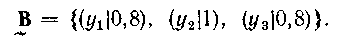 B = {(y₁|0,8), (y₂|1), (y₃|0,8)}.